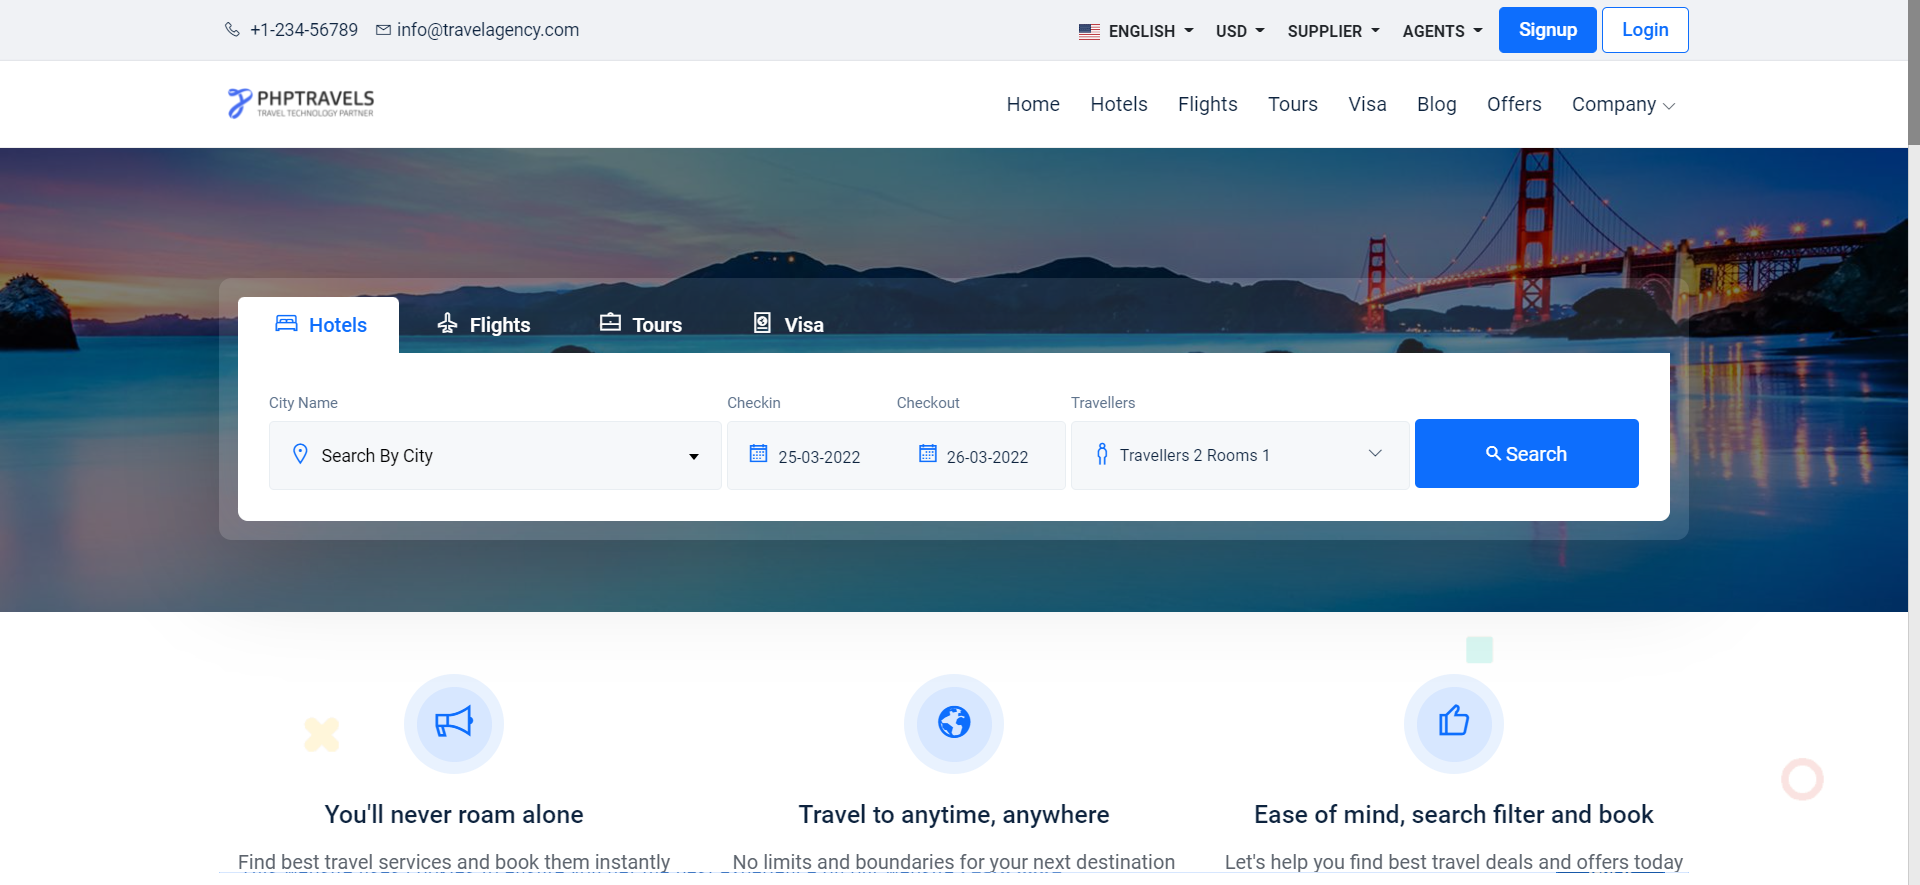 +1-234-56789 info@travelagency.com ENGLISH USD SUPPLIER AGENTS Signup Login
PHPTRAVELS
TRAVEL TECHNOLOGY PARTNER
Home Hotels Flights Tours Visa Blog Offers Company
Hotels Flights Tours Visa
City Name Checkin Checkout Travellers
Search By City 25-03-2022 26-03-2022 Travellers 2 Rooms 1 Search
You'll never roam alone Travel to anytime, anywhere Ease of mind, search filter and book
Find best travel services and book them instantly No limits and boundaries for your next destination Let's help you find best travel deals and offers today